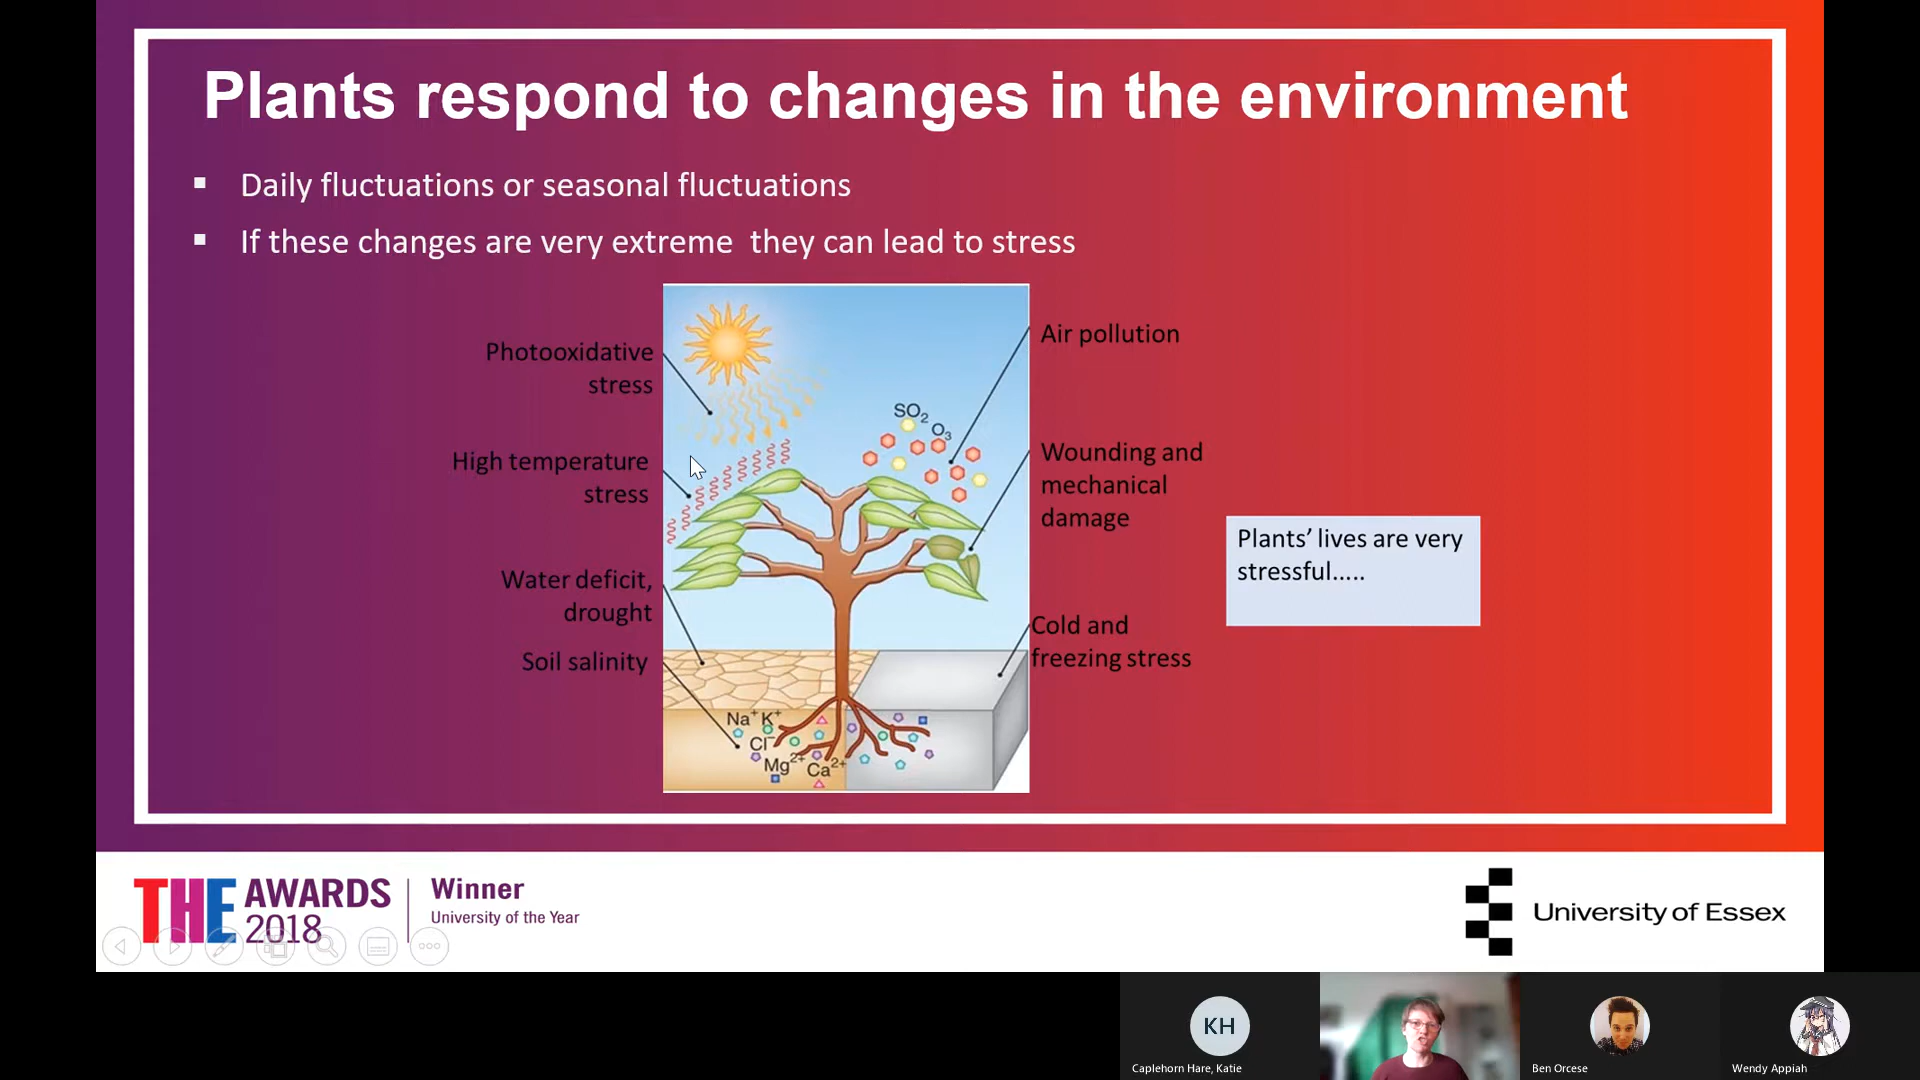 Plants respond to changes in the environment
▪ Daily fluctuations or seasonal fluctuations
▪ If these changes are very extreme  they can lead to stress
Photooxidative
stress
High temperature
stress
Water deficit,
drought
Soil salinity
SO₂
O₃
Na⁺ K⁺
Cl⁻
Mg²⁺ Ca²⁺
Air pollution
Wounding and
mechanical
damage
Cold and
freezing stress
Plants’ lives are very
stressful.....
THE AWARDS
2018
Winner
University of the Year
University of Essex
KH
Caplehorn Hare, Katie
Ben Orcese
Wendy Appiah